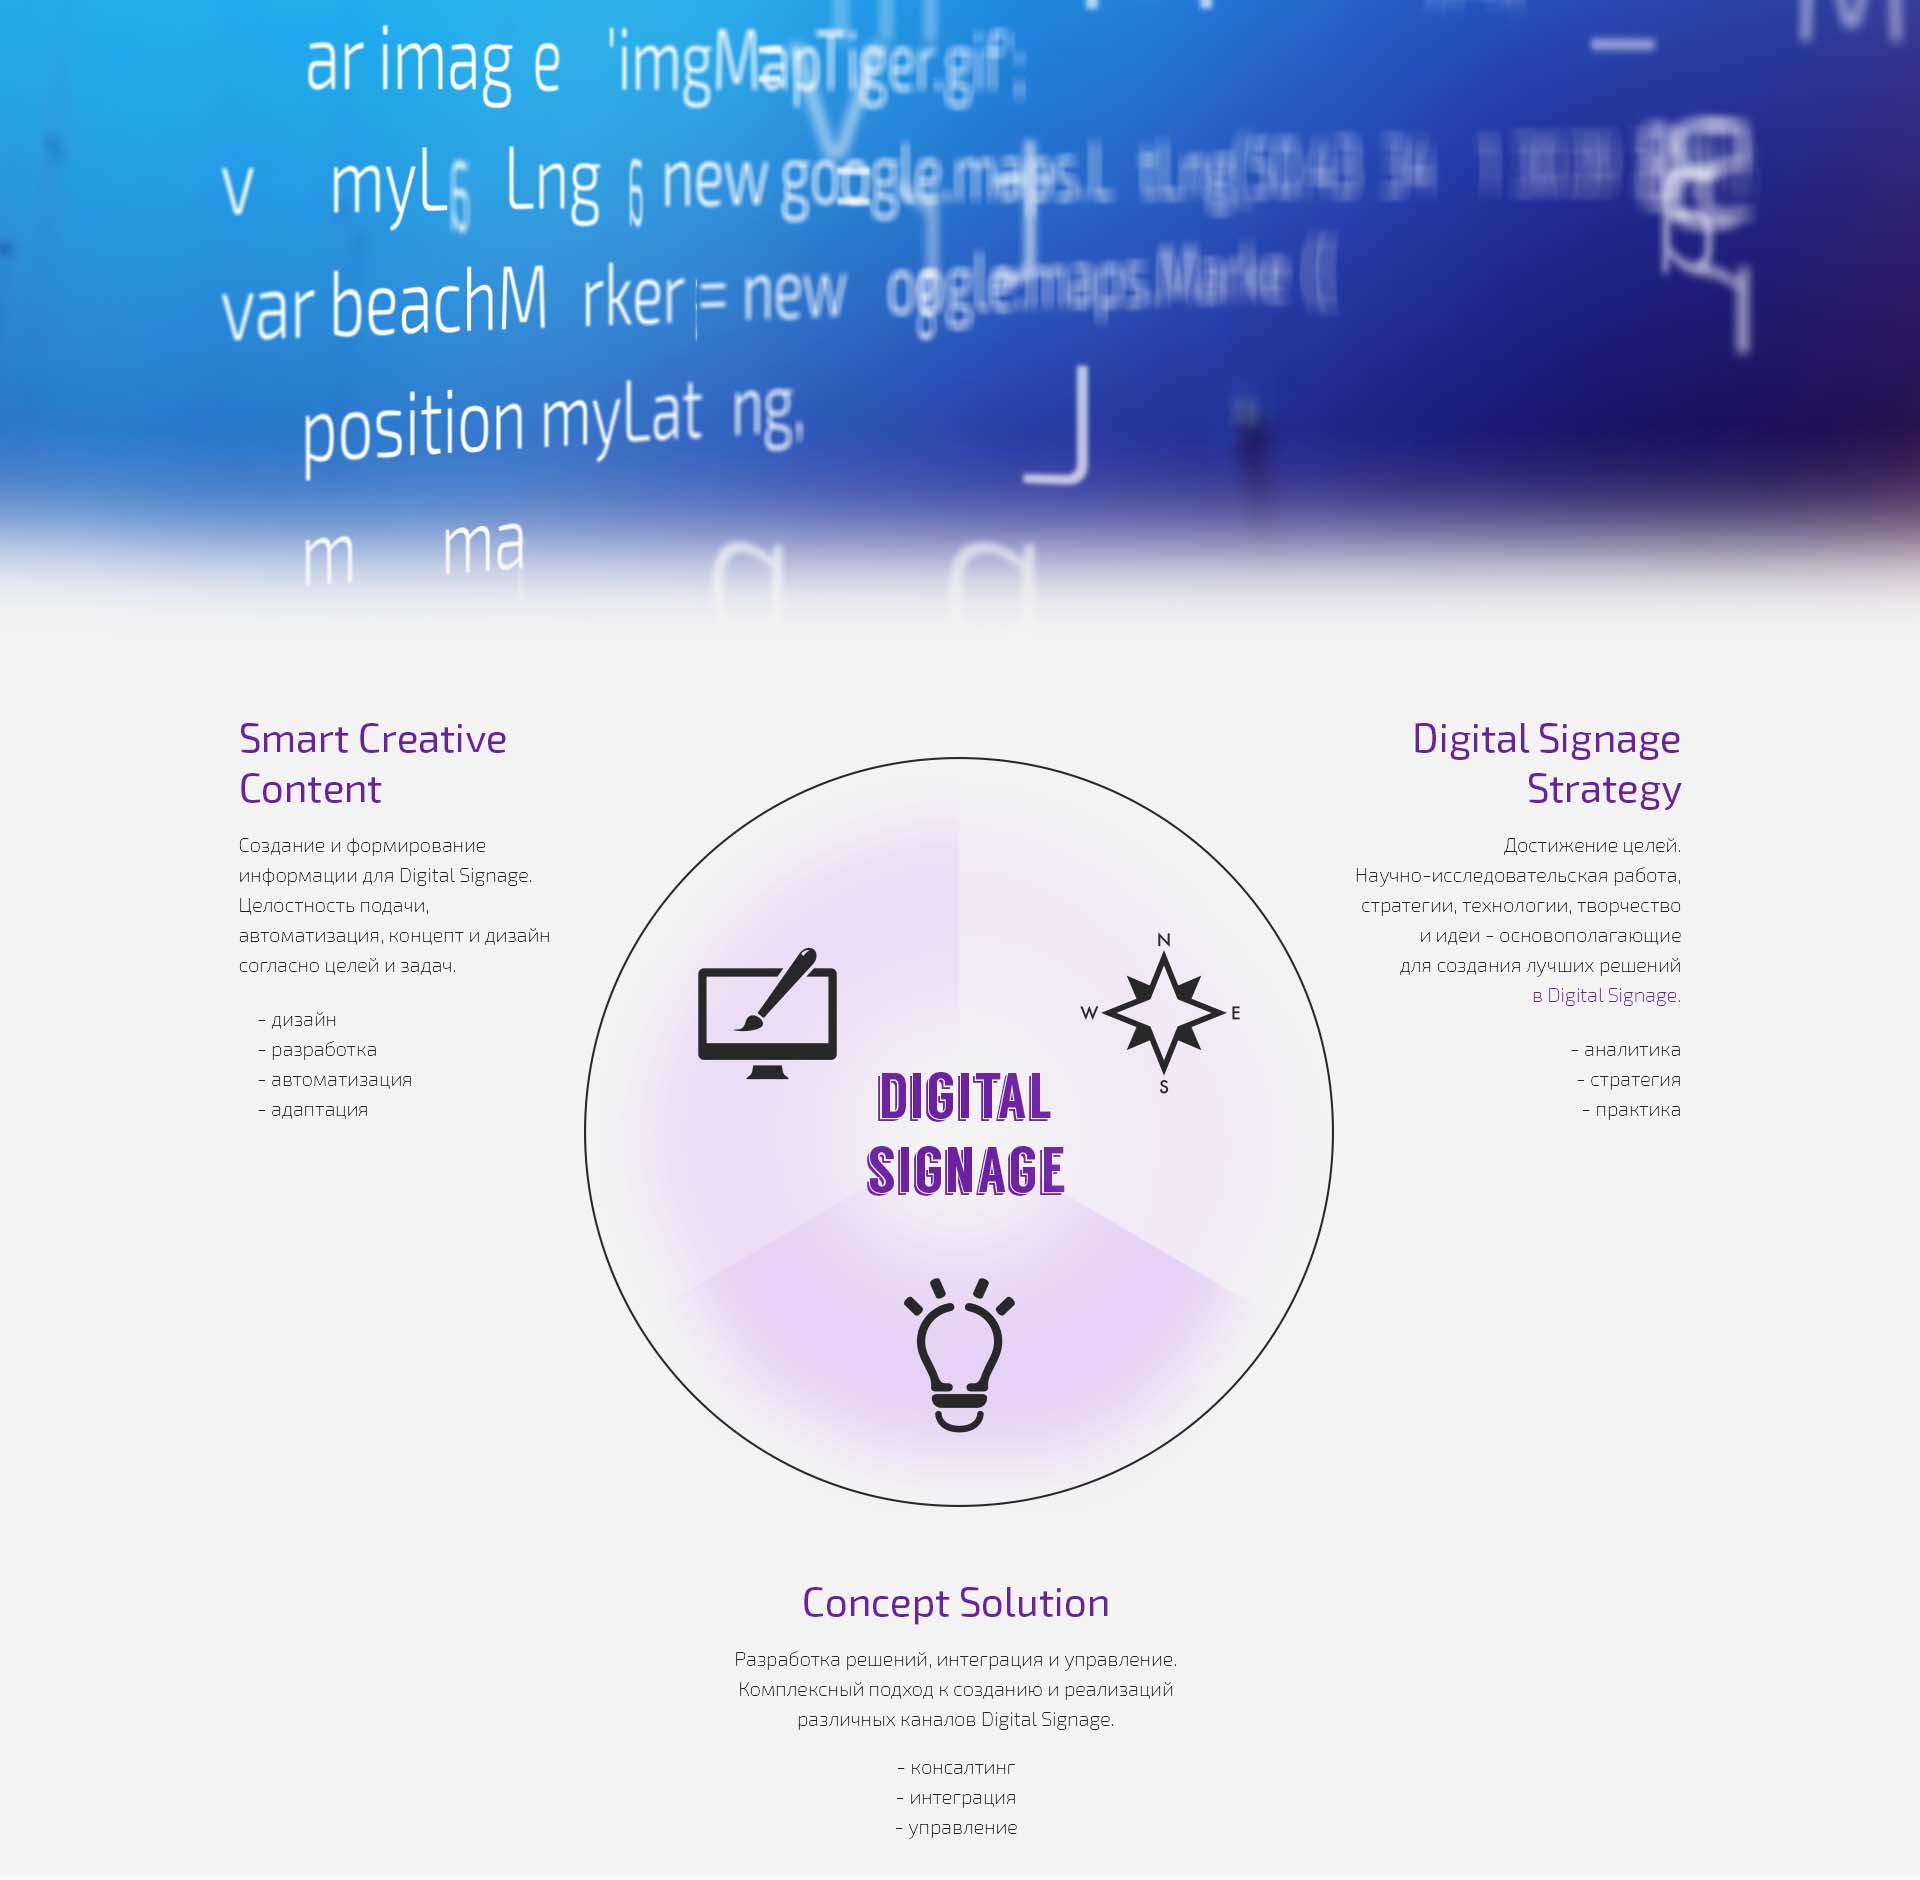 ar imag e 'imgMapTiger.gif';
v myL Lng new google.maps.L
var beachM rker = new oogle.maps.Marke ((
position myLat ng,
m ma
Smart Creative
Content
Создание и формирование
информации для Digital Signage.
Целостность подачи,
автоматизация, концепт и дизайн
согласно целей и задач.
- дизайн
- разработка
- автоматизация
- адаптация
Digital Signage
Strategy
Достижение целей.
Научно-исследовательская работа,
стратегии, технологии, творчество
и идеи - основополагающие
для создания лучших решений
в Digital Signage.
- аналитика
- стратегия
- практика
N
W E
S
DIGITAL
SIGNAGE
Concept Solution
Разработка решений, интеграция и управление.
Комплексный подход к созданию и реализаций
различных каналов Digital Signage.
- консалтинг
- интеграция
- управление